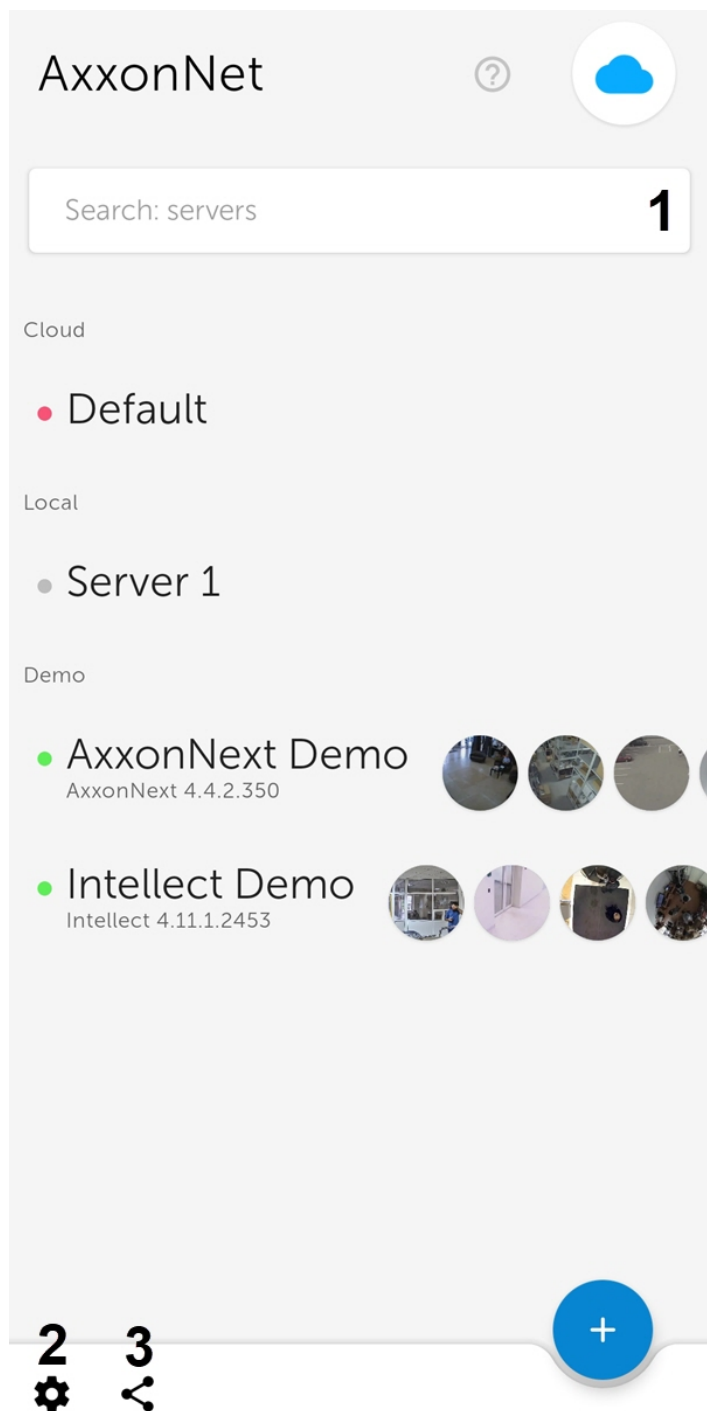 AxxonNet
?
Search: servers 1
Cloud
Default
Local
Server 1
Demo
AxxonNext Demo
AxxonNext 4.4.2.350
Intellect Demo
Intellect 4.11.1.2453
+
2 3